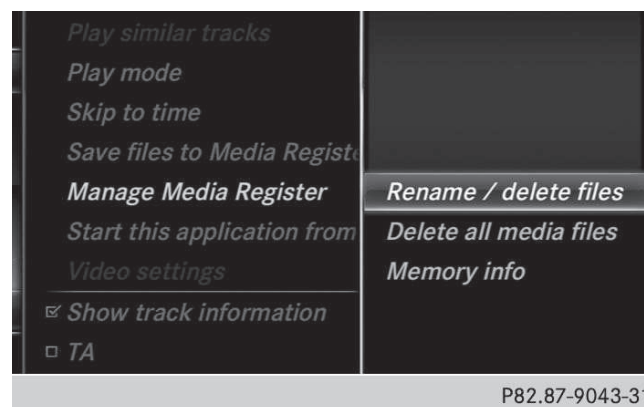 Play similar tracks
Play mode
Skip to time
Save files to Media Registe
Manage Media Register
Start this application from
Video settings
Show track information
TA
Rename / delete files
Delete all media files
Memory info
P82.87-9043-31